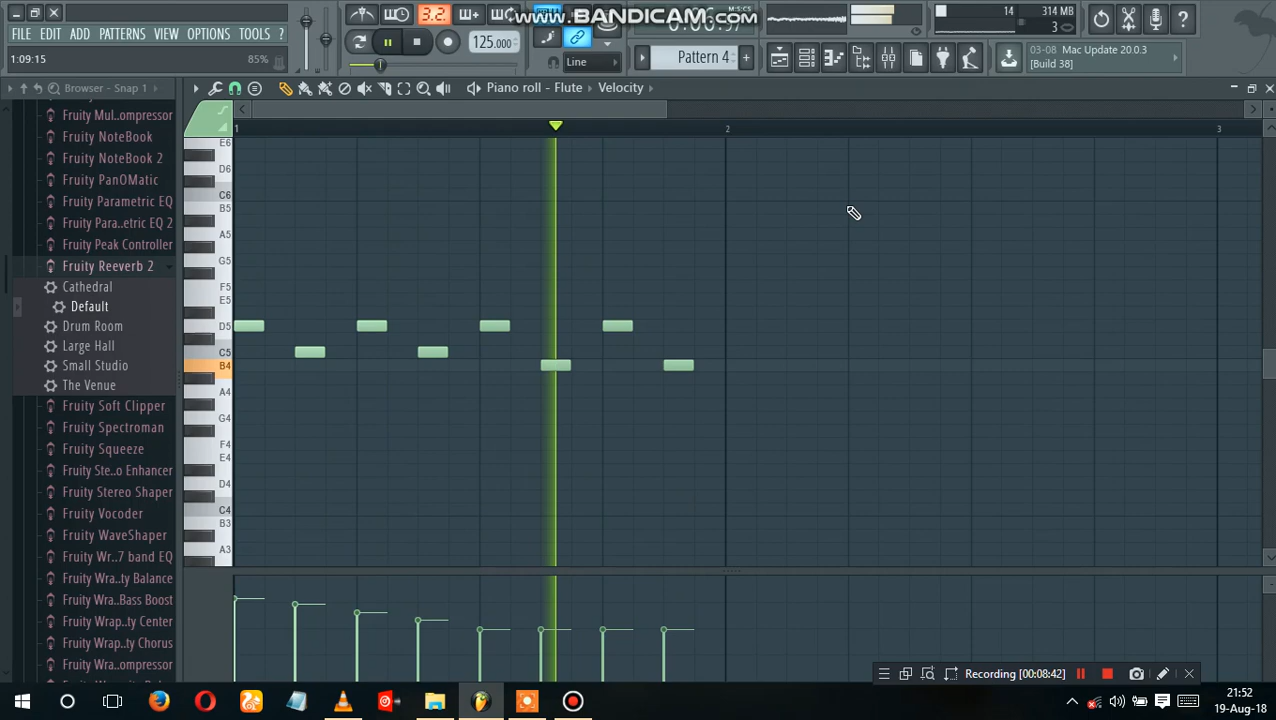 www.BANDICAM.com
FILE EDIT ADD PATTERNS VIEW OPTIONS TOOLS ?
1:09:15
85%
3.2
125.000
Line
M:S:CS
Pattern 4
14
314 MB
3
03-08 Mac Update 20.0.3
[Build 38]
Browser - Snap 1
Piano roll - Flute
Velocity
1
2
3
Fruity Mul..ompressor
Fruity NoteBook
Fruity NoteBook 2
Fruity PanOMatic
Fruity Parametric EQ
Fruity Para..etric EQ 2
Fruity Peak Controller
Fruity Reeverb 2
Cathedral
Default
Drum Room
Large Hall
Small Studio
The Venue
Fruity Soft Clipper
Fruity Spectroman
Fruity Squeeze
Fruity Ste..o Enhancer
Fruity Stereo Shaper
Fruity Vocoder
Fruity WaveShaper
Fruity Wr..7 band EQ
Fruity Wra..ty Balance
Fruity Wra..Bass Boost
Fruity Wrap..ty Center
Fruity Wra..ty Chorus
Fruity Wra..ompressor
E6
D6
C6
B5
A5
G5
F5
E5
D5
C5
B4
A4
G4
F4
E4
D4
C4
B3
A3
Recording [00:08:42]
21:52
19-Aug-18